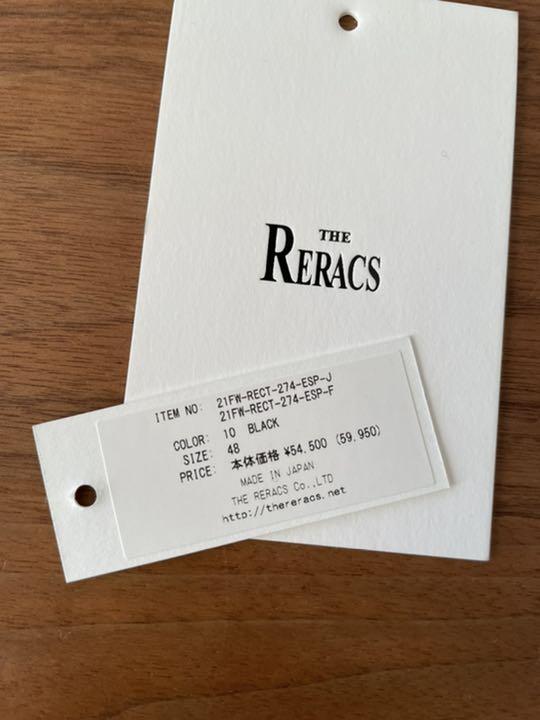 THE
RERACS
ITEM NO: 21FW-RECT-274-ESP-J
21FW-RECT-274-ESP-F
COLOR: 10 BLACK
SIZE: 48
PRICE: 本体価格 ¥54,500 (59,950)
MADE IN JAPAN
THE RERACS Co.,LTD
http://thereracs.net